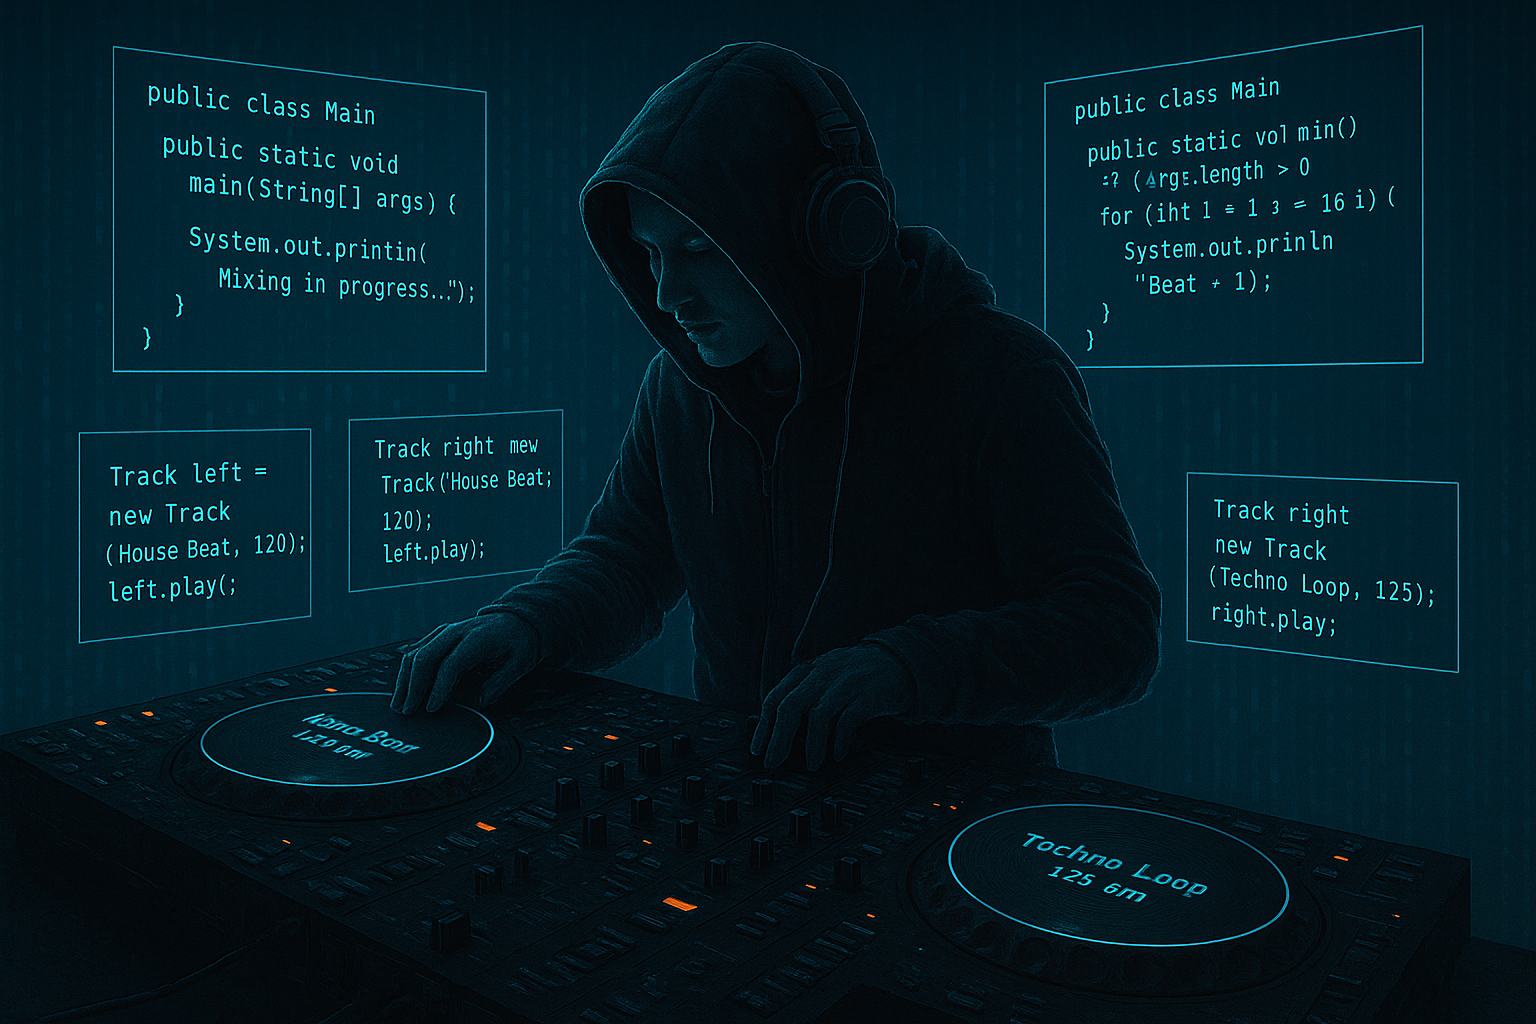 public class Main
public static void
main(String[] args) {
System.out.printin(
Mixing in progress..");
}
}
public class Main
public static vol min()
(Arge.length > 0
for (iht l = 1 3 = 16 i) (
System.out.prinln
"Beat + 1);
}
}
Track left =
new Track
(House Beat, 120);
left.play(;
Track right mew
Track('House Beat;
120);
left.play);
Track right
new Track
(Techno Loop, 125);
right.play;
Tochno Loop
125 6m